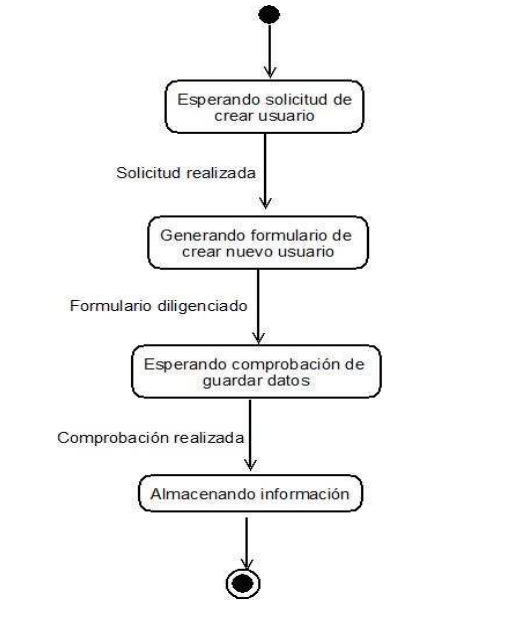 Esperando solicitud de
crear usuario
Solicitud realizada
Generando formulario de
crear nuevo usuario
Formulario diligenciado
Esperando comprobación de
guardar datos
Comprobación realizada
Almacenando información